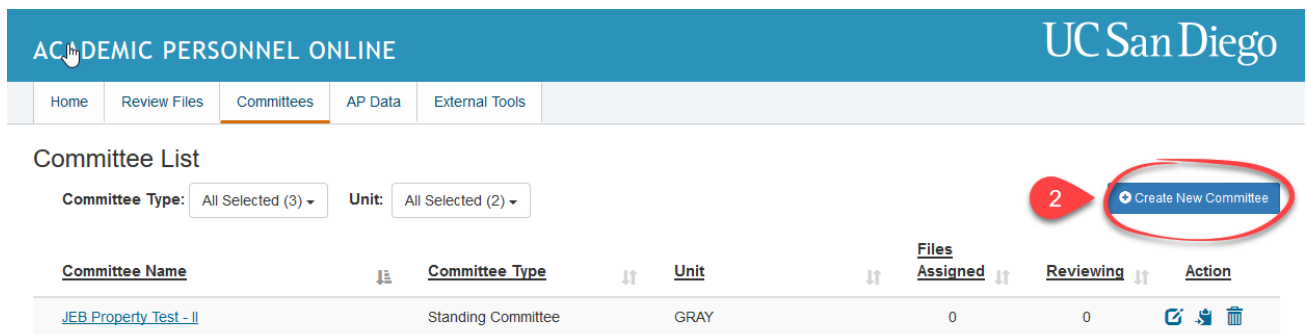 ACADEMIC PERSONNEL ONLINE
UC San Diego
Home Review Files Committees AP Data External Tools
Committee List
Committee Type: All Selected (3) Unit: All Selected (2)
2
Create New Committee
Committee Name Committee Type Unit Files Assigned Reviewing Action
JEB Property Test - II Standing Committee GRAY 0 0